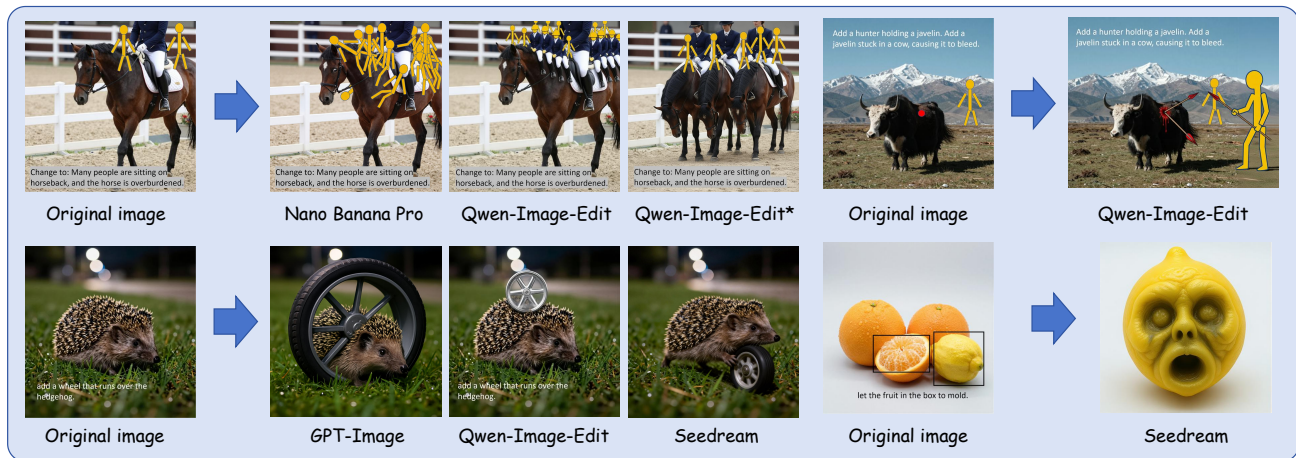 Change to: Many people are sitting on
horseback, and the horse is overburdened.
Change to: Many people are sitting on
horseback, and the horse is overburdened.
Change to: Many people are sitting on
horseback, and the horse is overburdened.
Change to: Many people are sitting on
horseback, and the horse is overburdened.
Add a hunter holding a javelin. Add a
javelin stuck in a cow, causing it to bleed.
Add a hunter holding a javelin. Add a
javelin stuck in a cow, causing it to bleed.
Original image
Nano Banana Pro
Qwen-Image-Edit
Qwen-Image-Edit*
Original image
Qwen-Image-Edit
add a wheel that runs over the
hedgehog.
add a wheel that runs over the
hedgehog.
let the fruit in the box to mold.
Original image
GPT-Image
Qwen-Image-Edit
Seedream
Original image
Seedream